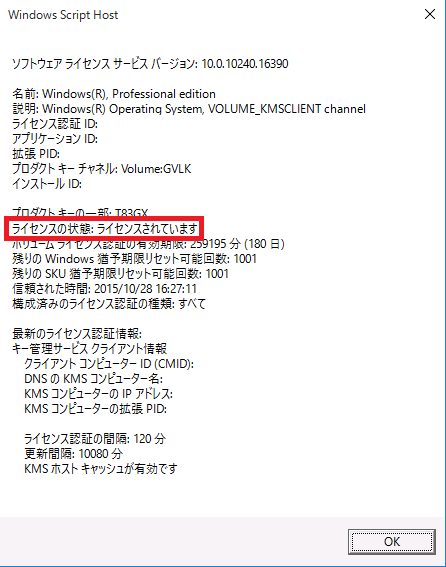 Windows Script Host
ソフトウェア ライセンス サービス バージョン: 10.0.10240.16390
名前: Windows(R), Professional edition
説明: Windows(R) Operating System, VOLUME_KMSCLIENT channel
ライセンス認証 ID:
アプリケーション ID:
拡張 PID:
プロダクト キー チャネル: Volume:GVLK
インストール ID:
プロダクト キーの一部: T83GX
ライセンスの状態: ライセンスされています
ボリューム ライセンス認証の有効期限: 259195 分 (180 日)
残りの Windows 猶予期限リセット可能回数: 1001
残りの SKU 猶予期限リセット可能回数: 1001
信頼された時間: 2015/10/28 16:27:11
構成済みのライセンス認証の種類: すべて
最新のライセンス認証情報:
キー管理サービス クライアント情報
クライアント コンピューター ID (CMID):
DNS の KMS コンピューター名:
KMS コンピューターの IP アドレス:
KMS コンピューターの拡張 PID:
ライセンス認証の間隔: 120 分
更新間隔: 10080 分
KMS ホスト キャッシュが有効です
OK